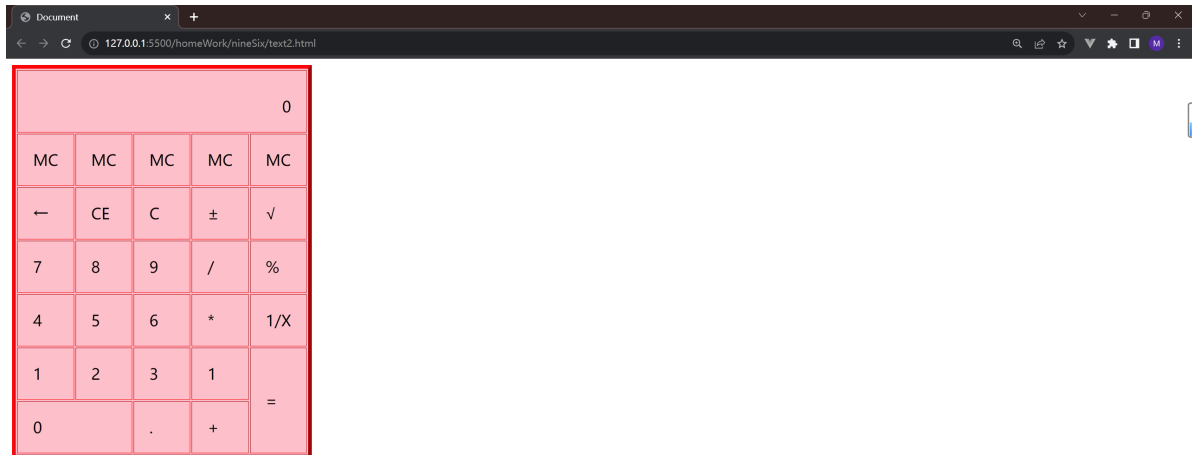 Document
127.0.0.1:5500/homeWork/nineSix/text2.html
M
0
MC MC MC MC MC
← CE C ± √
7 8 9 / %
4 5 6 * 1/X
1 2 3 1
=
0 . +